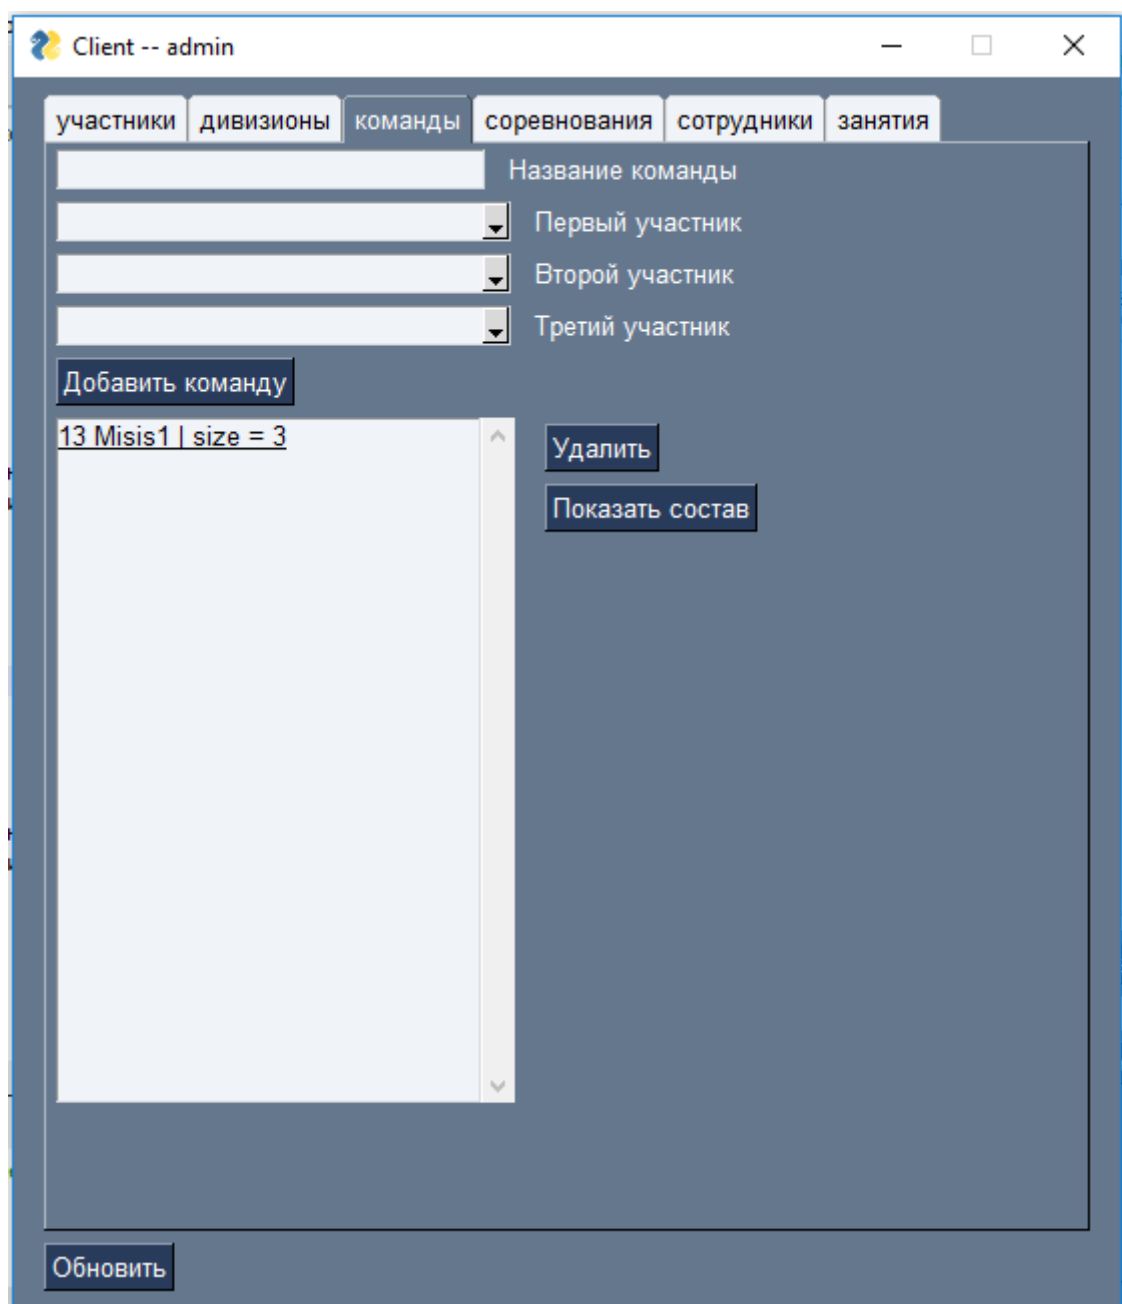 Client -- admin
участники дивизионы команды соревнования сотрудники занятия
Название команды
Первый участник
Второй участник
Третий участник
Добавить команду
13 Misis1 | size = 3
Удалить
Показать состав
Обновить